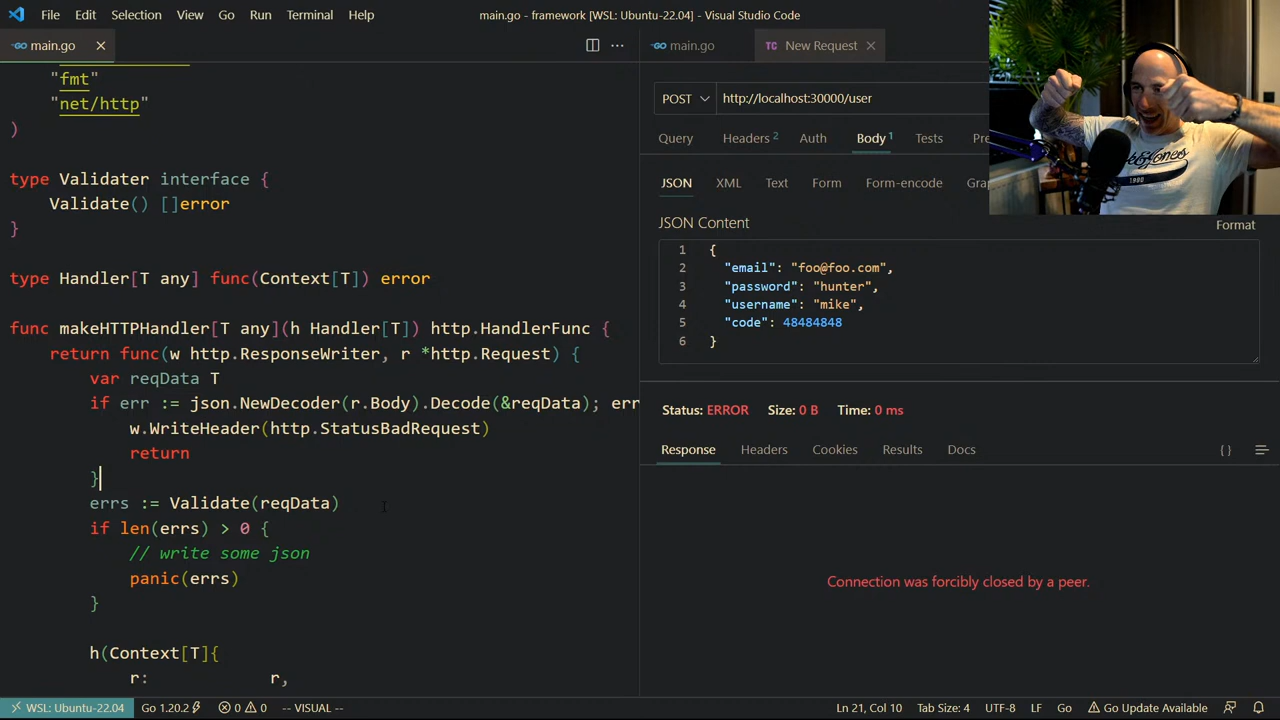 File Edit Selection View Go Run Terminal Help
main.go - framework [WSL: Ubuntu-22.04] - Visual Studio Code
main.go
"fmt"
"net/http"
)
type Validater interface {
Validate() []error
}
type Handler[T any] func(Context[T]) error
func makeHTTPHandler[T any](h Handler[T]) http.HandlerFunc {
return func(w http.ResponseWriter, r *http.Request) {
var reqData T
if err := json.NewDecoder(r.Body).Decode(&reqData); err
w.WriteHeader(http.StatusBadRequest)
return
}
errs := Validate(reqData)
if len(errs) > 0 {
// write some json
panic(errs)
}
h(Context[T]{
r: r,
main.go
TC New Request
POST http://localhost:30000/user
Query Headers 2 Auth Body 1 Tests Pre
JSON XML Text Form Form-encode Gra
JSON Content
Format
1 {
2 "email": "foo@foo.com",
3 "password": "hunter",
4 "username": "mike",
5 "code": 48484848
6 }
Status: ERROR Size: 0 B Time: 0 ms
Response Headers Cookies Results Docs
{ }
Connection was forcibly closed by a peer.
1990
WSL: Ubuntu-22.04 Go 1.20.2 0 0 -- VISUAL --
Ln 21, Col 10 Tab Size: 4 UTF-8 LF Go Go Update Available